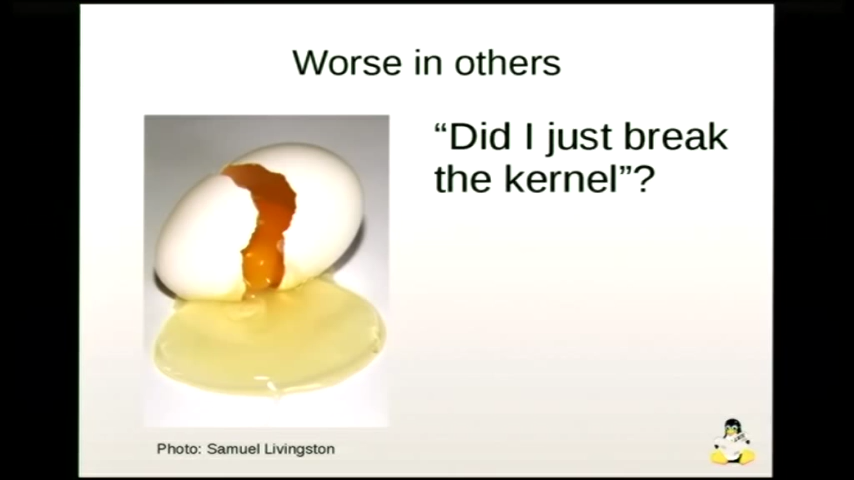 Worse in others
“Did I just break
the kernel”?
Photo: Samuel Livingston